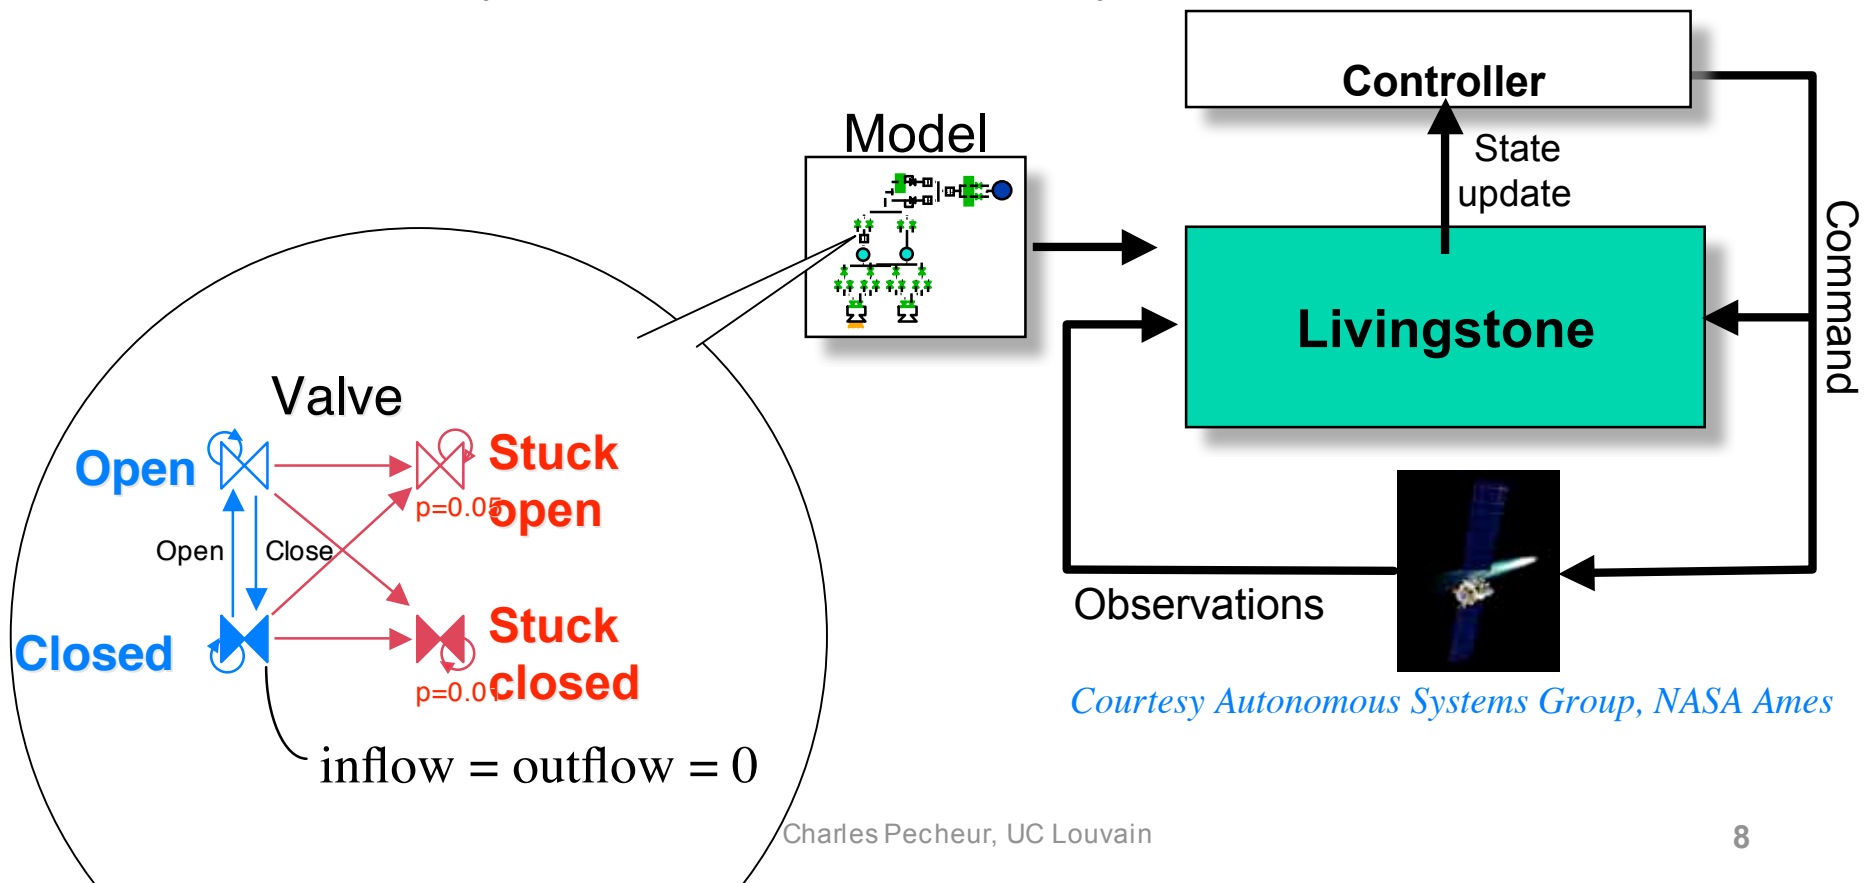 Controller
Model
State
update
Command
Livingstone
Valve
Open
Stuck
open
p=0.05
Open
Close
Closed
Stuck
closed
p=0.01
Observations
Courtesy Autonomous Systems Group, NASA Ames
inflow = outflow = 0
Charles Pecheur, UC Louvain
8